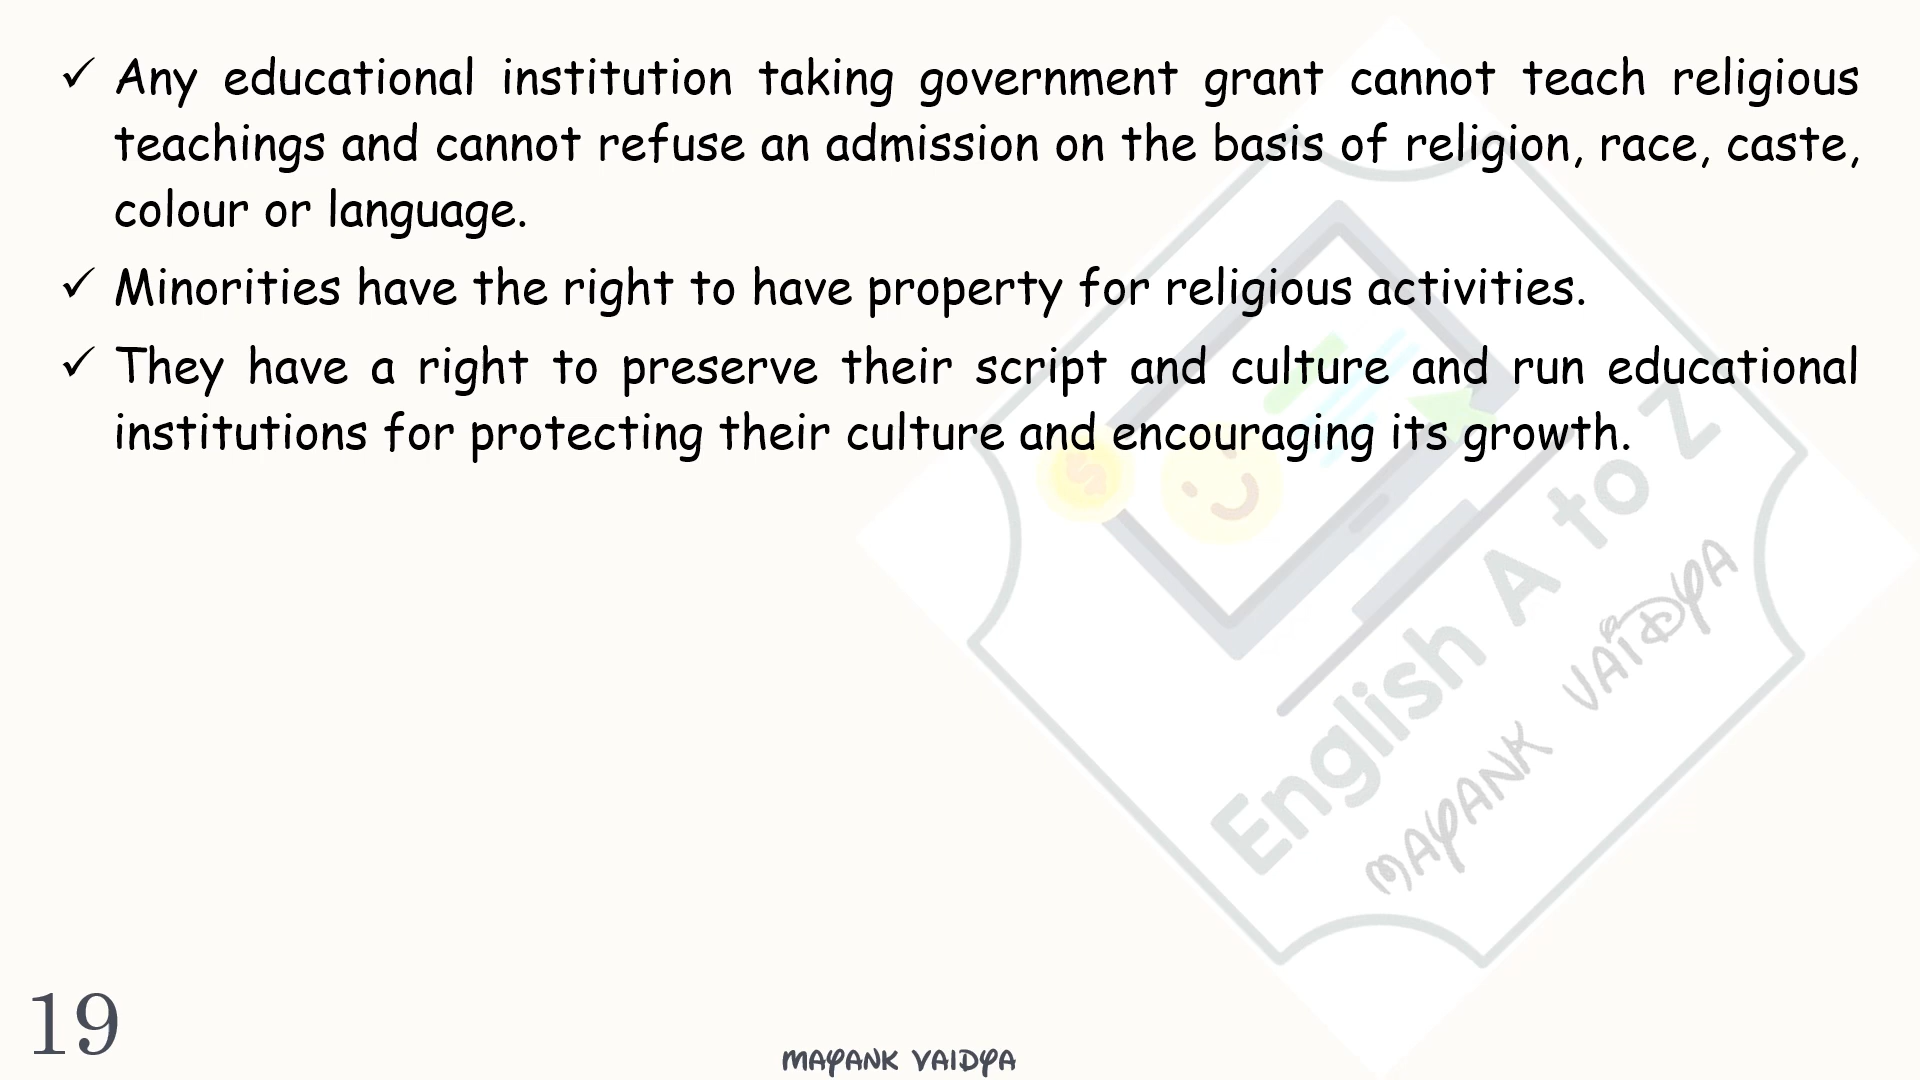 ✓ Any educational institution taking government grant cannot teach religious
teachings and cannot refuse an admission on the basis of religion, race, caste,
colour or language.
✓ Minorities have the right to have property for religious activities.
✓ They have a right to preserve their script and culture and run educational
institutions for protecting their culture and encouraging its growth.
English A to Z
MAYANK VAIDYA
19
MAYANK VAIDYA